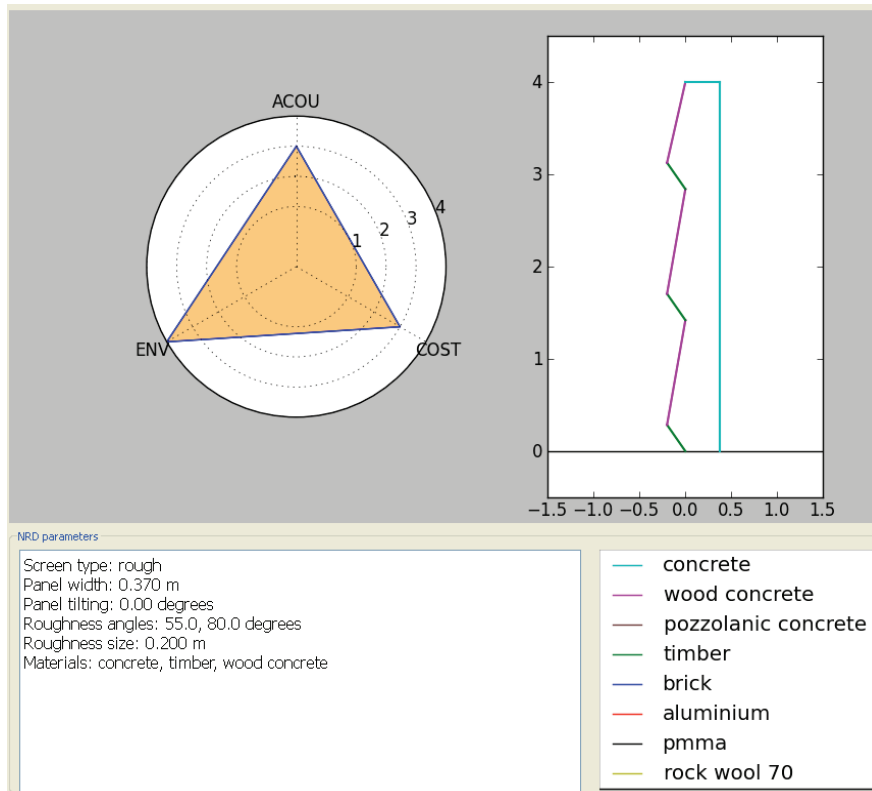 ACOU
1
2
3
4
ENV
COST
4
3
2
1
0
−1.5 −1.0 −0.5 0.0 0.5 1.0 1.5
NRD parameters
Screen type: rough
Panel width: 0.370 m
Panel tilting: 0.00 degrees
Roughness angles: 55.0, 80.0 degrees
Roughness size: 0.200 m
Materials: concrete, timber, wood concrete
concrete
wood concrete
pozzolanic concrete
timber
brick
aluminium
pmma
rock wool 70